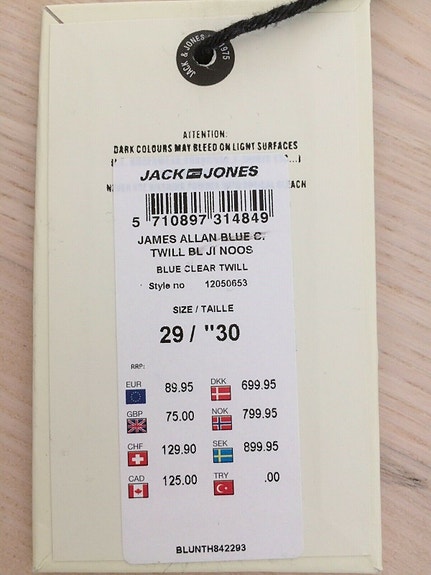 JACK & JONES 1975
ATTENTION:
DARK COLOURS MAY BLEED ON LIGHT SURFACES
JACK JONES
5 710897 314849
JAMES ALLAN BLUE C.
TWILL BL JI NOOS
BLUE CLEAR TWILL
Style no 12050653
SIZE / TAILLE
29 / "30
RRP:
EUR 89.95 DKK 699.95
GBP 75.00 NOK 799.95
CHF 129.90 SEK 899.95
CAD 125.00 TRY .00
BLUNTH842293